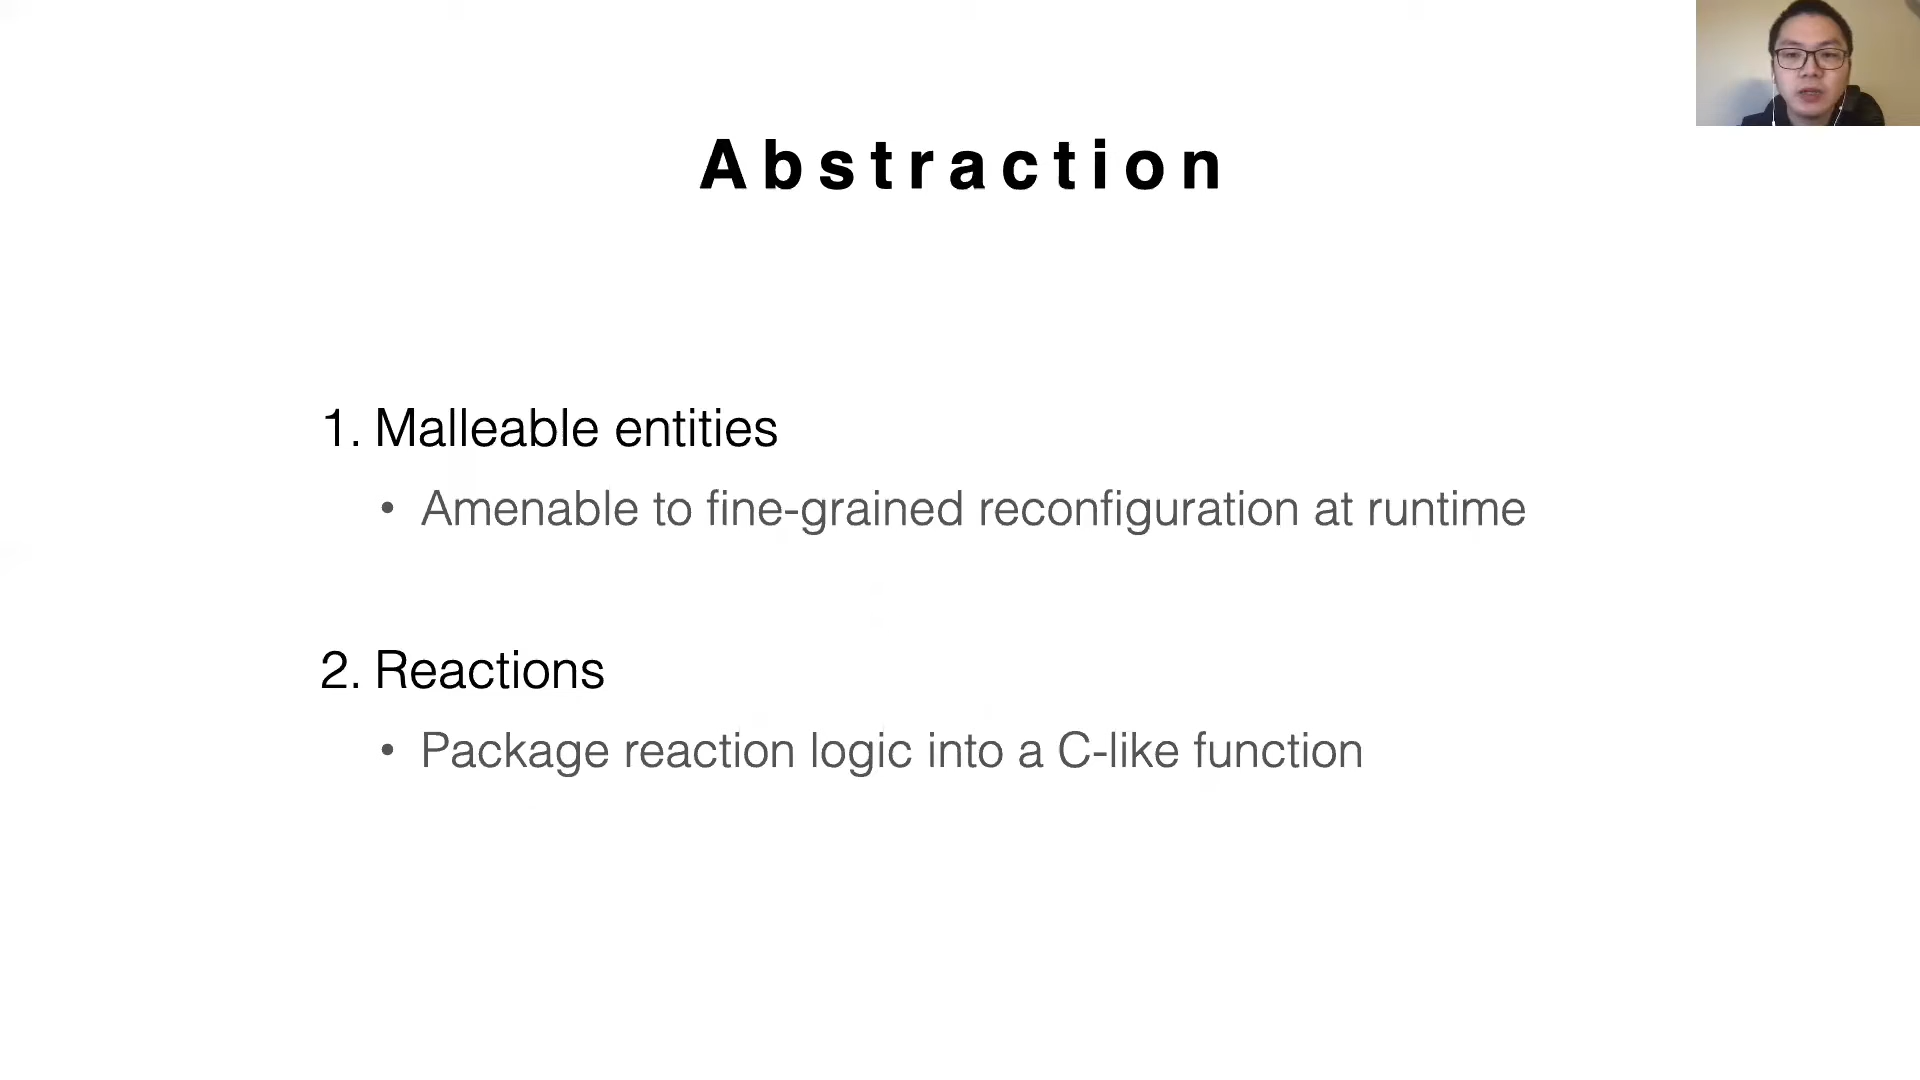 Abstraction
1. Malleable entities
• Amenable to fine-grained reconfiguration at runtime
2. Reactions
• Package reaction logic into a C-like function